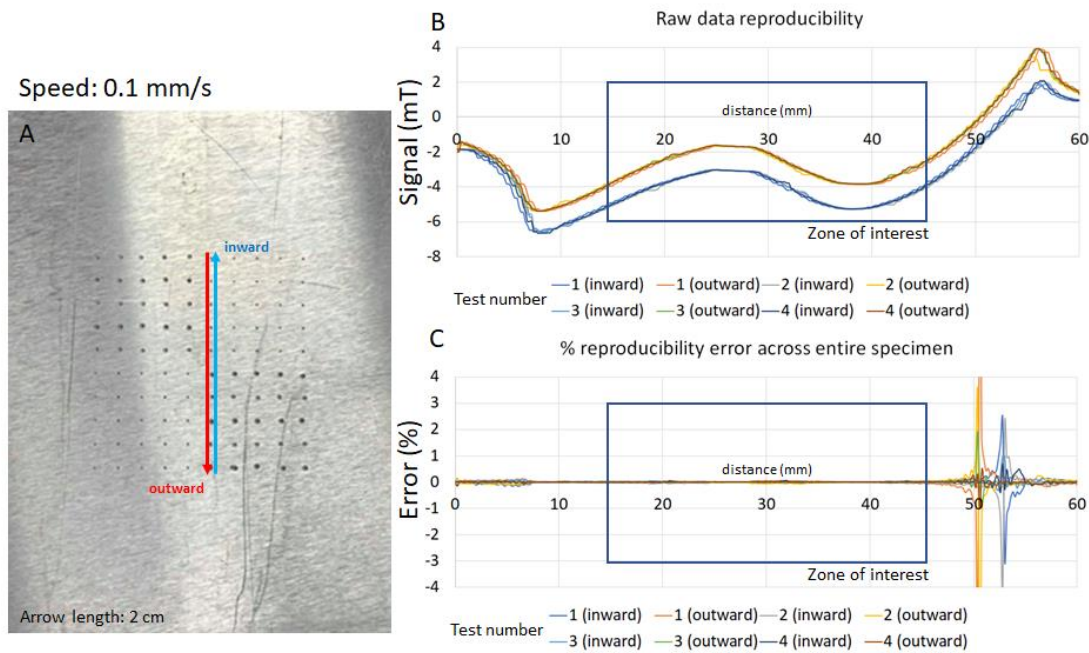 Speed: 0.1 mm/s
A
inward
outward
Arrow length: 2 cm
B
Raw data reproducibility
Signal (mT)
4
2
0
-2
-4
-6
-8
0
10
20
30
40
50
60
distance (mm)
Zone of interest
Test number
1 (inward) 1 (outward) 2 (inward) 2 (outward)
3 (inward) 3 (outward) 4 (inward) 4 (outward)
C
% reproducibility error across entire specimen
Error (%)
4
3
2
1
0
-1
-2
-3
-4
0
10
20
30
40
50
60
distance (mm)
Zone of interest
Test number
1 (inward) 1 (outward) 2 (inward) 2 (outward)
3 (inward) 3 (outward) 4 (inward) 4 (outward)